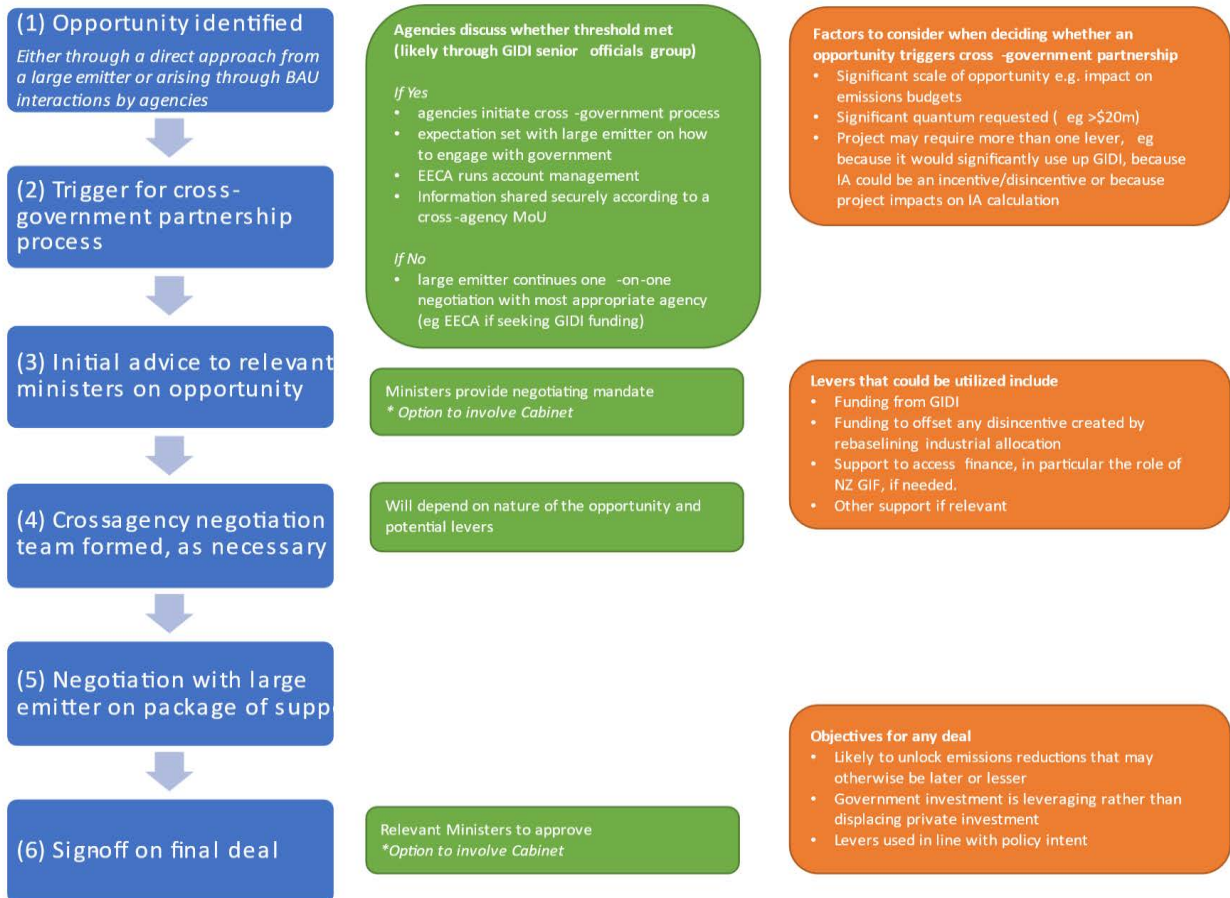 (1) Opportunity identified
Either through a direct approach from
a large emitter or arising through BAU
interactions by agencies
(2) Trigger for cross-
government partnership
process
(3) Initial advice to relevant
ministers on opportunity
(4) Crossagency negotiation
team formed, as necessary
(5) Negotiation with large
emitter on package of supp
(6) Signoff on final deal
Agencies discuss whether threshold met
(likely through GIDI senior officials group)
If Yes
• agencies initiate cross -government process
• expectation set with large emitter on how
to engage with government
• EECA runs account management
• Information shared securely according to a
cross-agency MoU
If No
• large emitter continues one -on-one
negotiation with most appropriate agency
(eg EECA if seeking GIDI funding)
Ministers provide negotiating mandate
* Option to involve Cabinet
Will depend on nature of the opportunity and
potential levers
Relevant Ministers to approve
*Option to involve Cabinet
Factors to consider when deciding whether an
opportunity triggers cross -government partnership
• Significant scale of opportunity e.g. impact on
emissions budgets
• Significant quantum requested ( eg >$20m)
• Project may require more than one lever, eg
because it would significantly use up GIDI, because
IA could be an incentive/disincentive or because
project impacts on IA calculation
Levers that could be utilized include
• Funding from GIDI
• Funding to offset any disincentive created by
rebaselining industrial allocation
• Support to access finance, in particular the role of
NZ GIF, if needed.
• Other support if relevant
Objectives for any deal
• Likely to unlock emissions reductions that may
otherwise be later or lesser
• Government investment is leveraging rather than
displacing private investment
• Levers used in line with policy intent